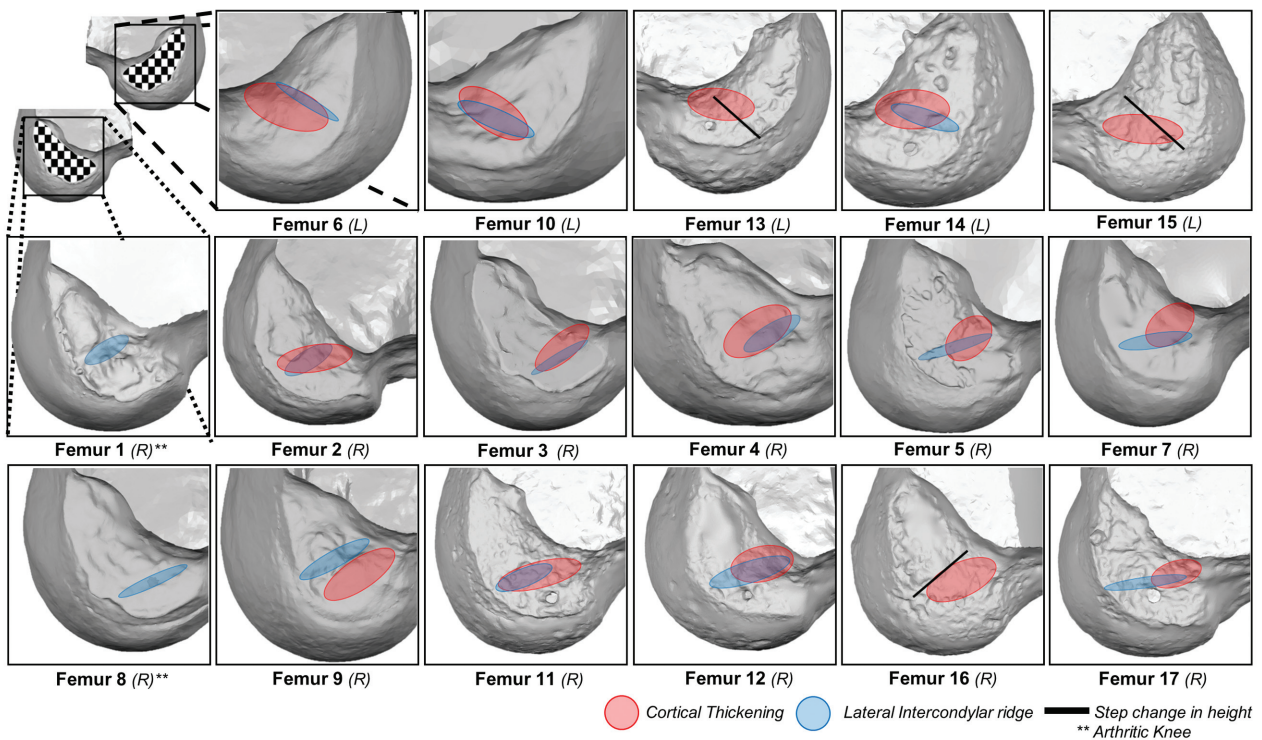 Femur 6 (L) Femur 10 (L) Femur 13 (L) Femur 14 (L) Femur 15 (L)
Femur 1 (R)** Femur 2 (R) Femur 3 (R) Femur 4 (R) Femur 5 (R) Femur 7 (R)
Femur 8 (R)** Femur 9 (R) Femur 11 (R) Femur 12 (R) Femur 16 (R) Femur 17 (R)
Cortical Thickening Lateral Intercondylar ridge Step change in height
** Arthritic Knee